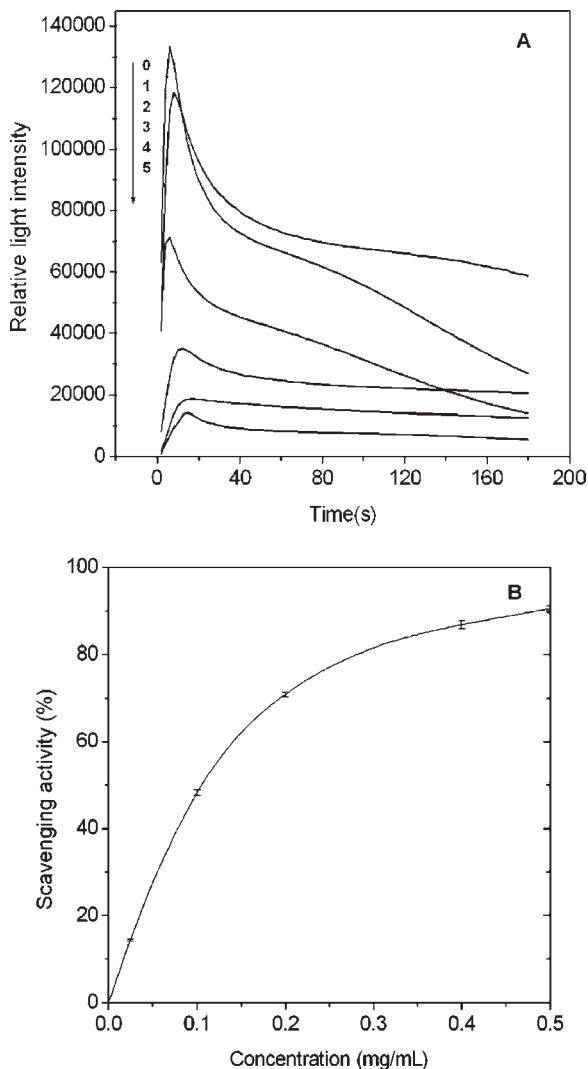 A
140000
120000
100000
80000
60000
40000
20000
0
0
1
2
3
4
5
Relative light intensity
0 40 80 120 160 200
Time(s)
B
100
80
60
40
20
0
Scavenging activity (%)
0.0 0.1 0.2 0.3 0.4 0.5
Concentration (mg/mL)